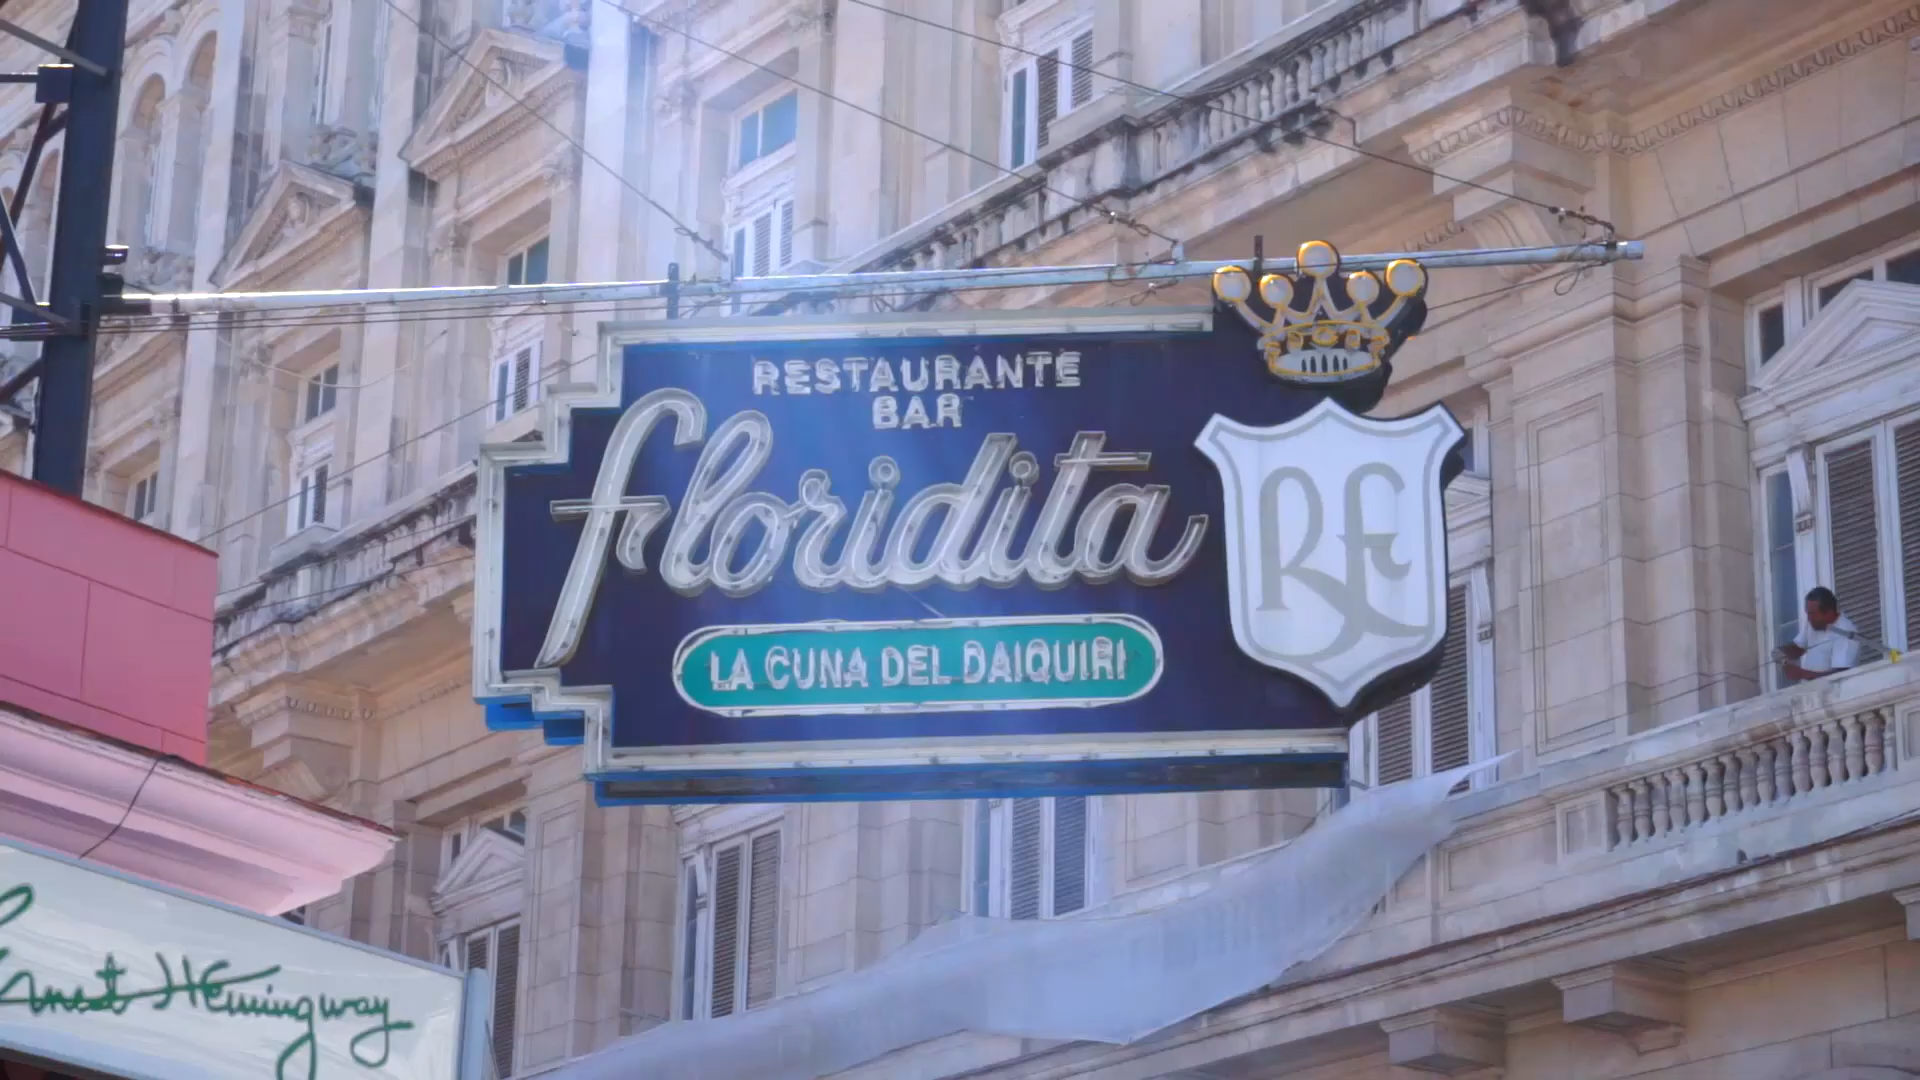 RESTAURANTE
BAR
floridita
LA CUNA DEL DAIQUIRI
RF
Ernest Hemingway